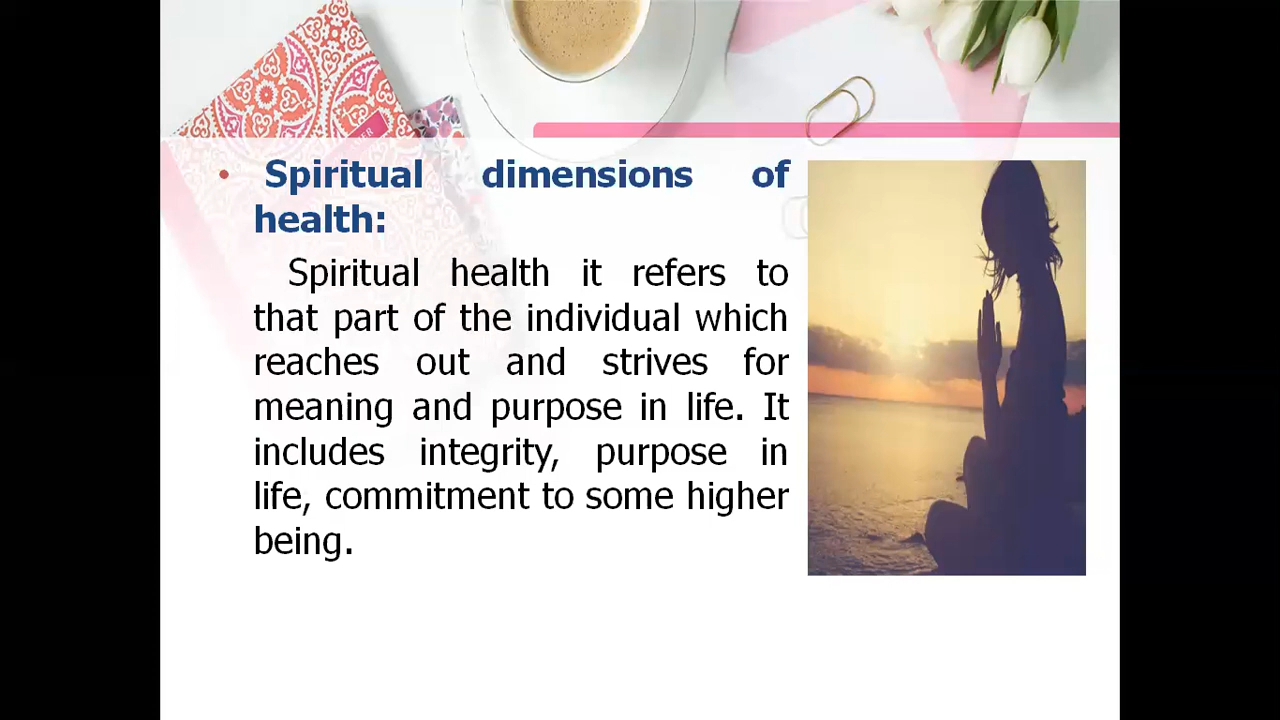 • Spiritual dimensions of
health:
Spiritual health it refers to
that part of the individual which
reaches out and strives for
meaning and purpose in life. It
includes integrity, purpose in
life, commitment to some higher
being.